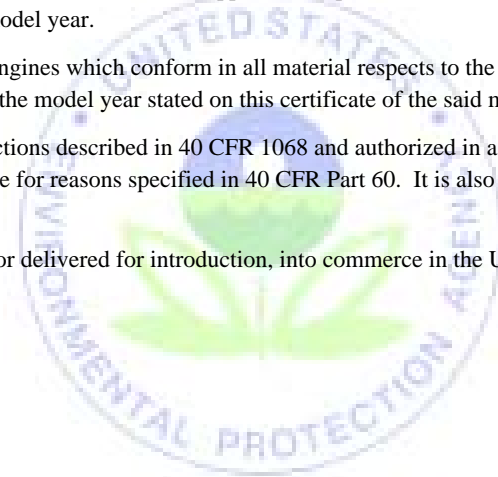 odel year.
ngines which conform in all material respects to the
the model year stated on this certificate of the said m
ctions described in 40 CFR 1068 and authorized in a
e for reasons specified in 40 CFR Part 60. It is also
or delivered for introduction, into commerce in the U
UNITED STATES
ENVIRONMENTAL PROTECTION AGENCY